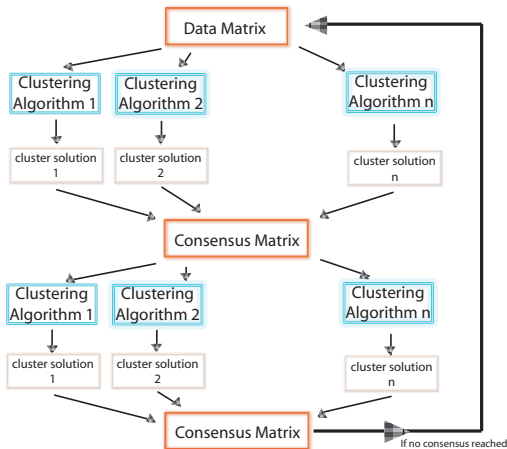 Data Matrix
Clustering
Algorithm 1
Clustering
Algorithm 2
Clustering
Algorithm n
cluster solution
1
cluster solution
2
cluster solution
n
Consensus Matrix
Clustering
Algorithm 1
Clustering
Algorithm 2
Clustering
Algorithm n
cluster solution
1
cluster solution
2
cluster solution
n
Consensus Matrix
If no consensus reached